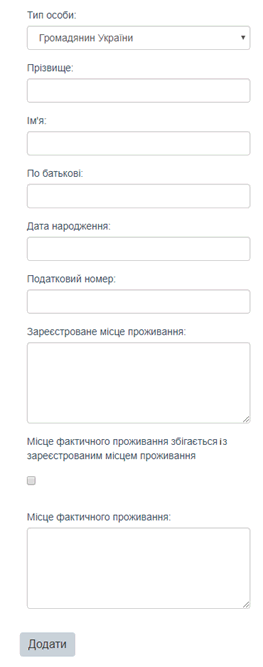 Тип особи:
Громадянин України
Прізвище:
Ім'я:
По батькові:
Дата народження:
Податковий номер:
Зареєстроване місце проживання:
Місце фактичного проживання збігається із
зареєстрованим місцем проживання
Місце фактичного проживання:
Додати